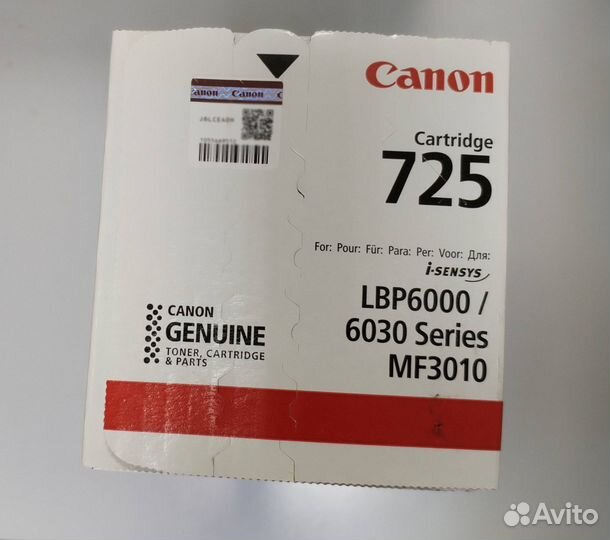 Canon
Canon Canon C
J8LCEA0H
Cartridge
725
For: Pour: Für: Para: Per: Voor: Для:
i-SENSYS
LBP6000 /
6030 Series
MF3010
CANON
GENUINE
TONER, CARTRIDGE
& PARTS
Avito